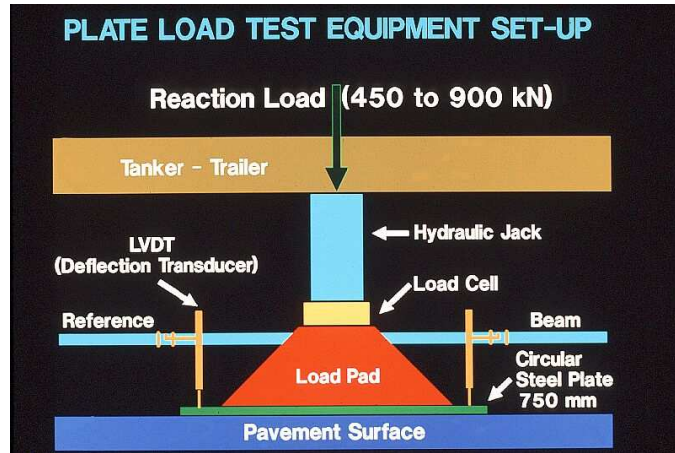 PLATE LOAD TEST EQUIPMENT SET-UP
Reaction Load (450 to 900 kN)
Tanker - Trailer
LVDT
(Deflection Transducer)
Hydraulic Jack
Load Cell
Reference
Beam
Load Pad
Circular
Steel Plate
750 mm
Pavement Surface